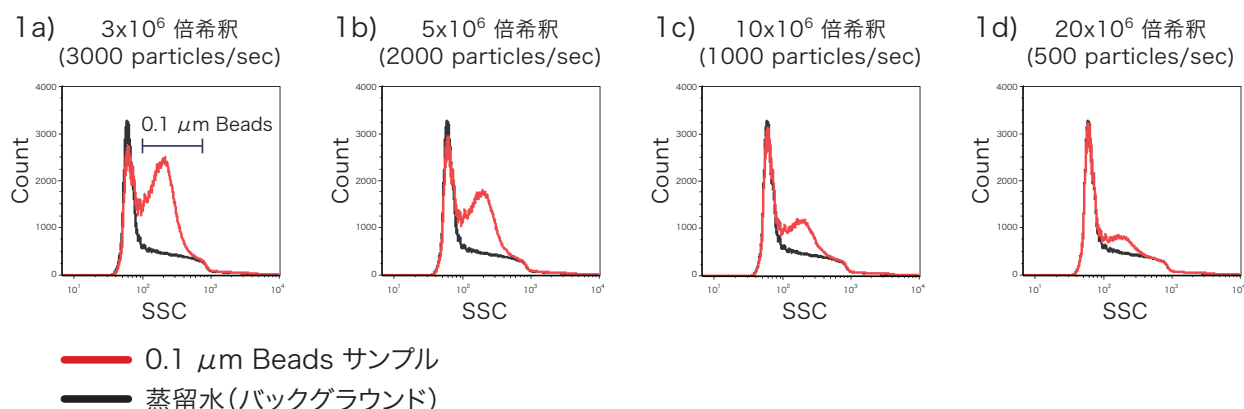 1a) 3x10⁶ 倍希釈
(3000 particles/sec)
4000
3000
2000
1000
0
Count
0.1 μm Beads
10¹ 10² 10³ 10⁴
SSC
1b) 5x10⁶ 倍希釈
(2000 particles/sec)
4000
3000
2000
1000
0
Count
10¹ 10² 10³ 10⁴
SSC
1c) 10x10⁶ 倍希釈
(1000 particles/sec)
4000
3000
2000
1000
0
Count
10¹ 10² 10³ 10⁴
SSC
1d) 20x10⁶ 倍希釈
(500 particles/sec)
4000
3000
2000
1000
0
Count
10¹ 10² 10³ 10⁴
SSC
0.1 μm Beads サンプル
蒸留水(バックグラウンド)